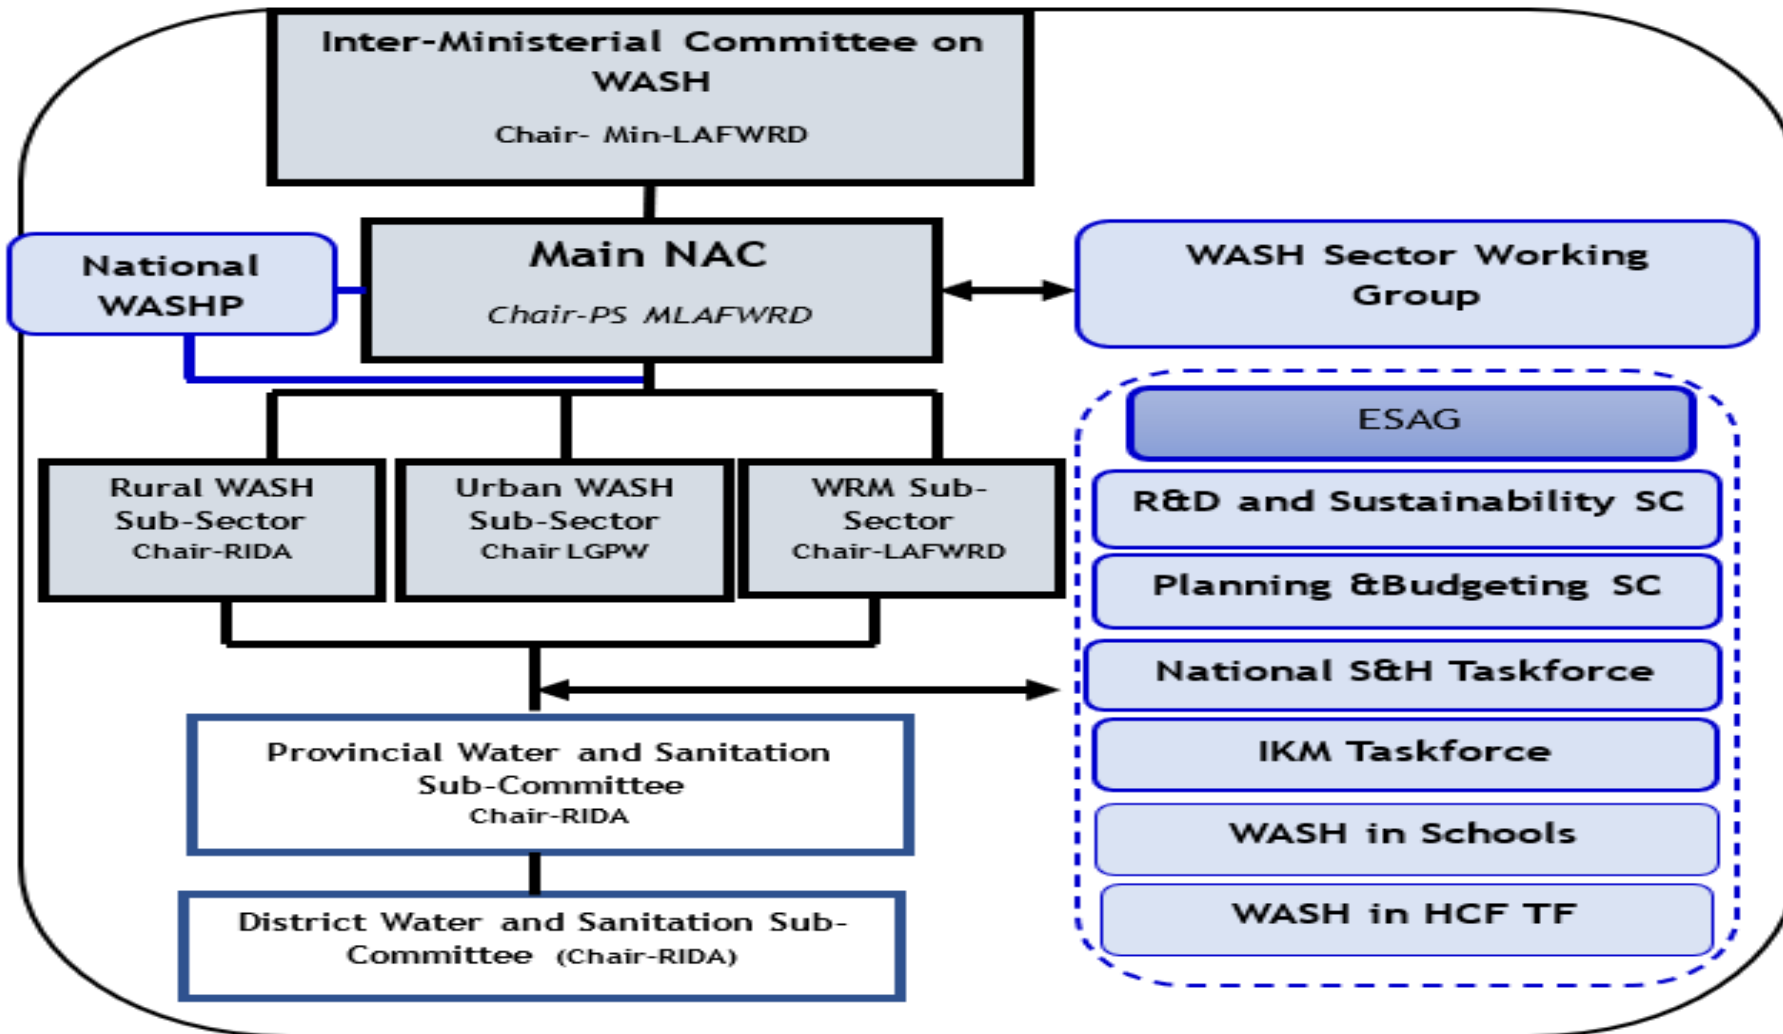 Inter-Ministerial Committee on
WASH
Chair- Min-LAFWRD
National
WASHP
Main NAC
Chair-PS MLAFWRD
WASH Sector Working
Group
Rural WASH
Sub-Sector
Chair-RIDA
Urban WASH
Sub-Sector
Chair LGPW
WRM Sub-
Sector
Chair-LAFWRD
Provincial Water and Sanitation
Sub-Committee
Chair-RIDA
District Water and Sanitation Sub-
Committee (Chair-RIDA)
ESAG
R&D and Sustainability SC
Planning &Budgeting SC
National S&H Taskforce
IKM Taskforce
WASH in Schools
WASH in HCF TF